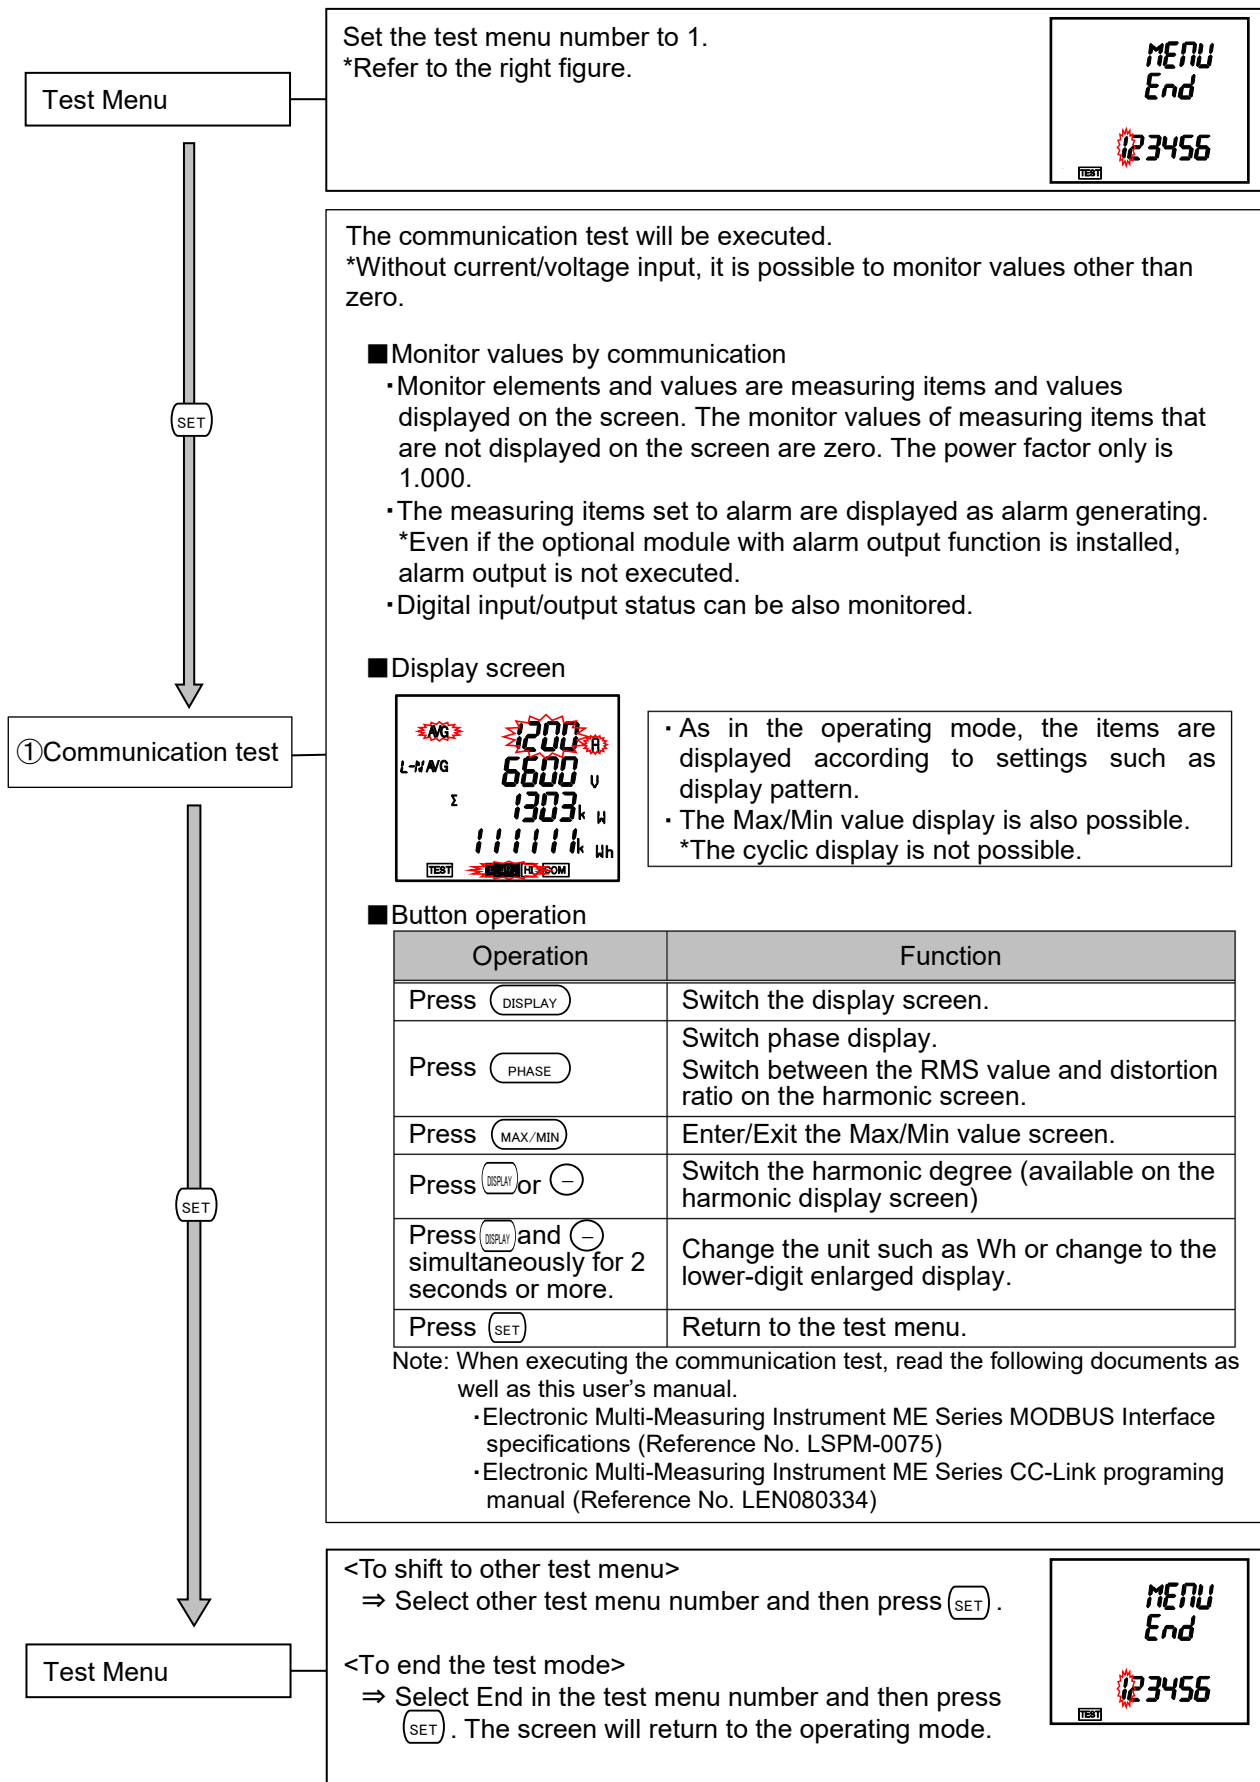 Test Menu
Set the test menu number to 1.
*Refer to the right figure.
MENU
End
123456
TEST
SET
①Communication test
The communication test will be executed.
*Without current/voltage input, it is possible to monitor values other than
zero.
■Monitor values by communication
・Monitor elements and values are measuring items and values
displayed on the screen. The monitor values of measuring items that
are not displayed on the screen are zero. The power factor only is
1.000.
・The measuring items set to alarm are displayed as alarm generating.
*Even if the optional module with alarm output function is installed,
alarm output is not executed.
・Digital input/output status can be also monitored.
■Display screen
AVG 1200 A
L-N AVG 6600 V
Σ 1303 k W
111111 k Wh
TEST HI COM
・As in the operating mode, the items are
displayed according to settings such as
display pattern.
・The Max/Min value display is also possible.
*The cyclic display is not possible.
■Button operation
Operation Function
Press DISPLAY Switch the display screen.
Press PHASE Switch phase display.
Switch between the RMS value and distortion
ratio on the harmonic screen.
Press MAX/MIN Enter/Exit the Max/Min value screen.
Press DISPLAY or − Switch the harmonic degree (available on the
harmonic display screen)
Press DISPLAY and −
simultaneously for 2
seconds or more.
Change the unit such as Wh or change to the
lower-digit enlarged display.
Press SET Return to the test menu.
Note: When executing the communication test, read the following documents as
well as this user's manual.
・Electronic Multi-Measuring Instrument ME Series MODBUS Interface
specifications (Reference No. LSPM-0075)
・Electronic Multi-Measuring Instrument ME Series CC-Link programing
manual (Reference No. LEN080334)
SET
Test Menu
<To shift to other test menu>
⇒ Select other test menu number and then press SET .
<To end the test mode>
⇒ Select End in the test menu number and then press
SET . The screen will return to the operating mode.
MENU
End
123456
TEST